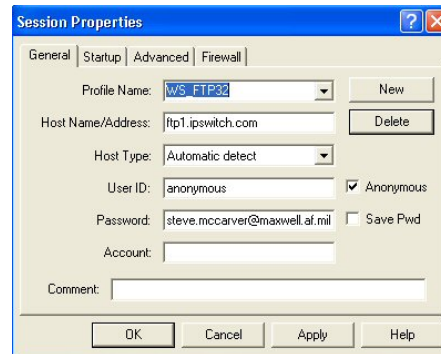 Session Properties
General Startup Advanced Firewall
Profile Name: WS_FTP32 New
Host Name/Address: ftp1.ipswitch.com Delete
Host Type: Automatic detect
User ID: anonymous Anonymous
Password: steve.mccarver@maxwell.af.mil Save Pwd
Account:
Comment:
OK Cancel Apply Help